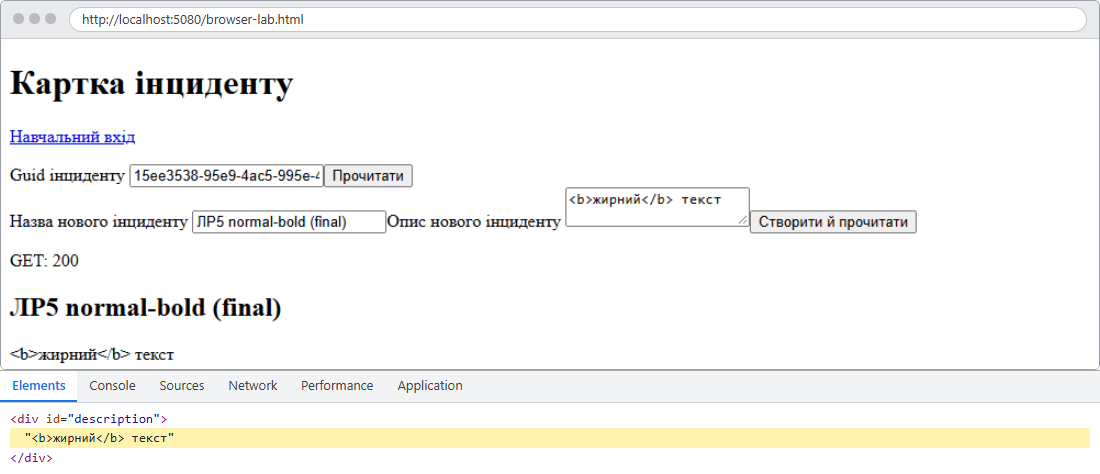 http://localhost:5080/browser-lab.html
Картка інциденту
Навчальний вхід
Guid інциденту 15ee3538-95e9-4ac5-995e-4 Прочитати
Назва нового інциденту ЛР5 normal-bold (final) Опис нового інциденту <b>жирний</b> текст Створити й прочитати
GET: 200
ЛР5 normal-bold (final)
<b>жирний</b> текст
Elements Console Sources Network Performance Application
<div id="description">
"<b>жирний</b> текст"
</div>